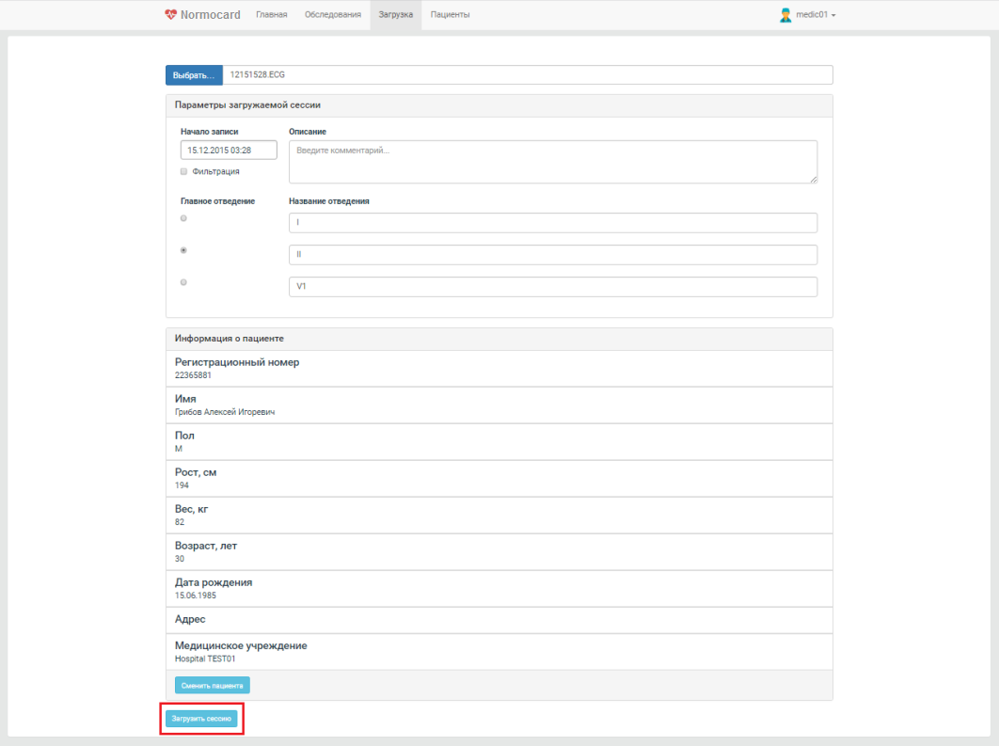 Normocard Главная Обследования Загрузка Пациенты medic01
Выбрать... 12151528.ECG
Параметры загружаемой сессии
Начало записи Описание
15.12.2015 03:28 Введите комментарий...
Фильтрация
Главное отведение Название отведения
I
II
V1
Информация о пациенте
Регистрационный номер
22365881
Имя
Грибов Алексей Игоревич
Пол
М
Рост, см
194
Вес, кг
82
Возраст, лет
30
Дата рождения
15.06.1985
Адрес
Медицинское учреждение
Hospital TEST01
Сменить пациента
Загрузить сессию